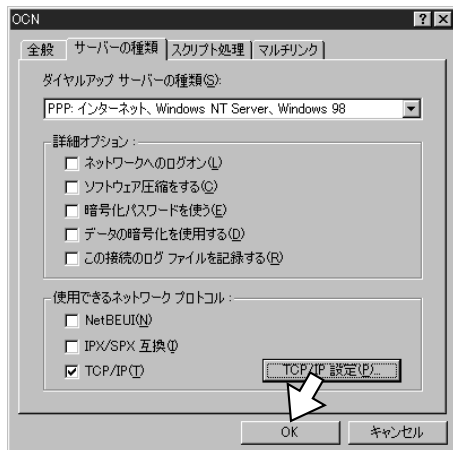 OCN
全般 サーバーの種類 スクリプト処理 マルチリンク
ダイヤルアップ サーバーの種類(S):
PPP: インターネット、Windows NT Server、Windows 98
詳細オプション:
ネットワークへのログオン(L)
ソフトウェア圧縮をする(C)
暗号化パスワードを使う(E)
データの暗号化を使用する(D)
この接続のログ ファイルを記録する(R)
使用できるネットワーク プロトコル:
NetBEUI(N)
IPX/SPX 互換(I)
TCP/IP(T) TCP/IP 設定(P)...
OK キャンセル